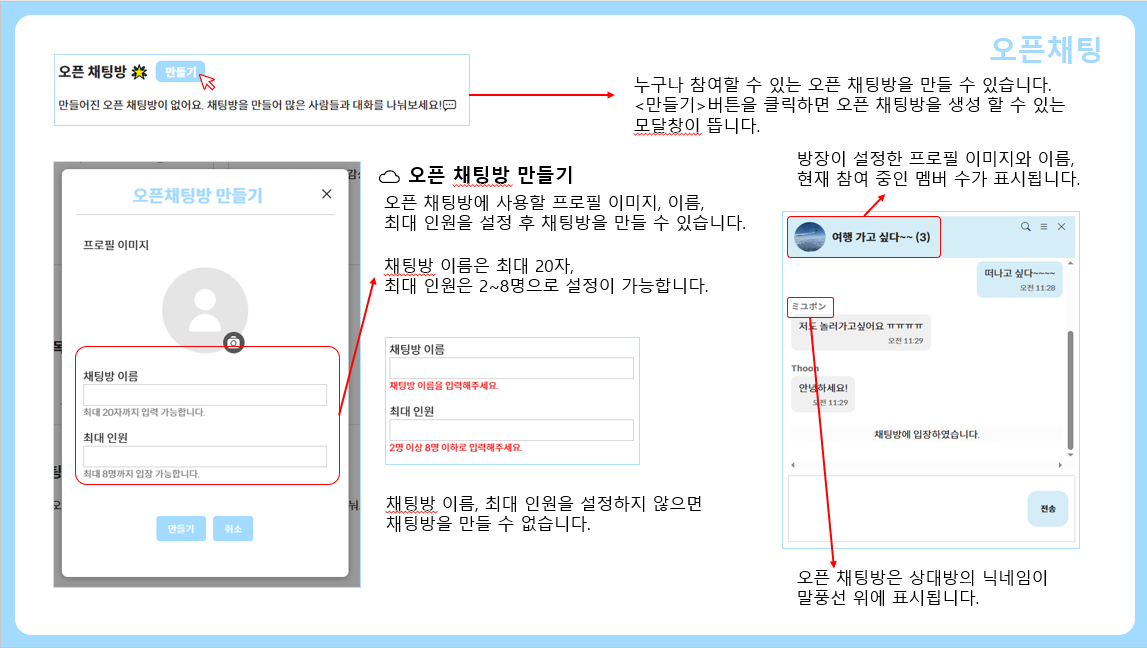 오픈채팅
오픈 채팅방
만들기
만들어진 오픈 채팅방이 없어요. 채팅방을 만들어 많은 사람들과 대화를 나눠보세요!
누구나 참여할 수 있는 오픈 채팅방을 만들 수 있습니다.
<만들기>버튼을 클릭하면 오픈 채팅방을 생성 할 수 있는
모달창이 뜹니다.
오픈채팅방 만들기
프로필 이미지
채팅방 이름
최대 20자까지 입력 가능합니다.
최대 인원
최대 8명까지 입장 가능합니다.
만들기
취소
오픈 채팅방 만들기
오픈 채팅방에 사용할 프로필 이미지, 이름,
최대 인원을 설정 후 채팅방을 만들 수 있습니다.
채팅방 이름은 최대 20자,
최대 인원은 2~8명으로 설정이 가능합니다.
채팅방 이름
채팅방 이름을 입력해주세요.
최대 인원
2명 이상 8명 이하로 입력해주세요.
채팅방 이름, 최대 인원을 설정하지 않으면
채팅방을 만들 수 없습니다.
방장이 설정한 프로필 이미지와 이름,
현재 참여 중인 멤버 수가 표시됩니다.
여행 가고 싶다~~ (3)
떠나고 싶다~~~~
오전 11:28
ミユポン
저도 놀러가고싶어요 ㅠㅠㅠㅠ
오전 11:29
Thoon
안녕하세요!
오전 11:29
채팅방에 입장하였습니다.
전송
오픈 채팅방은 상대방의 닉네임이
말풍선 위에 표시됩니다.